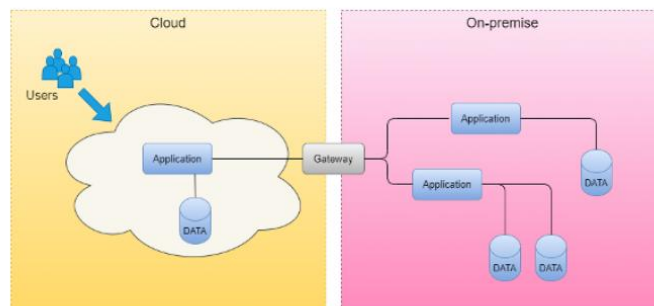 Cloud
On-premise
Users
Application
Application
Gateway
Application
DATA
DATA
DATA
DATA